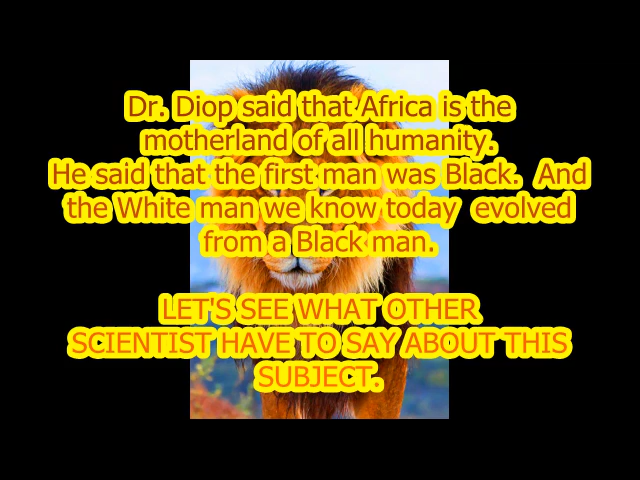 Dr. Diop said that Africa is the
motherland of all humanity.
He said that the first man was Black.  And
the White man we know today  evolved
from a Black man.
LET'S SEE WHAT OTHER
SCIENTIST HAVE TO SAY ABOUT THIS
SUBJECT.